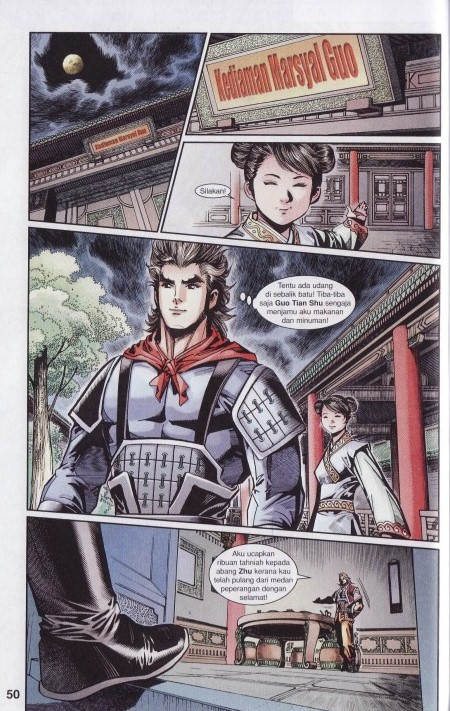 Kediaman Marsyal Guo
Kediaman Marsyal Guo
Silakan!
Tentu ada udang
di sebalik batu! Tiba-tiba
saja Guo Tian Shu sengaja
menjamu aku makanan
dan minuman!
Aku ucapkan
ribuan tahniah kepada
abang Zhu kerana kau
telah pulang dari medan
peperangan dengan
selamat!
50